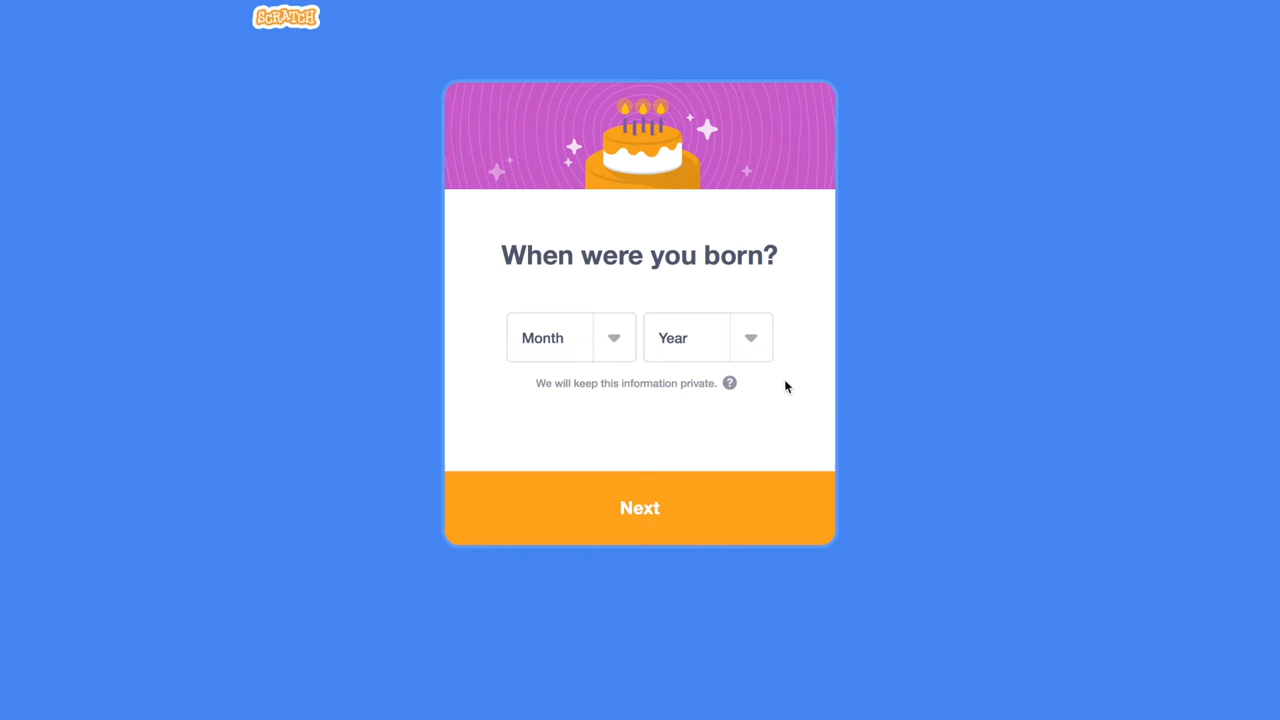 SCRATCH
When were you born?
Month Year
We will keep this information private. ?
Next